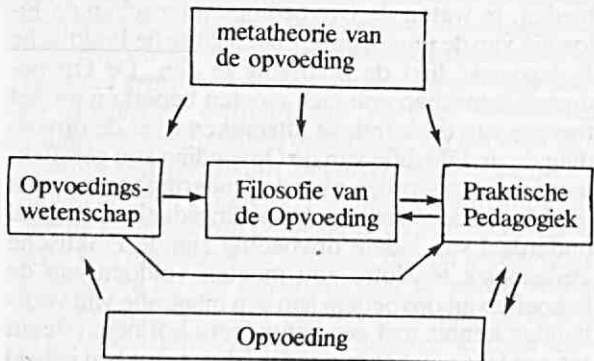 metatheorie van
de opvoeding
Opvoedings-
wetenschap
Filosofie van
de Opvoeding
Praktische
Pedagogiek
Opvoeding